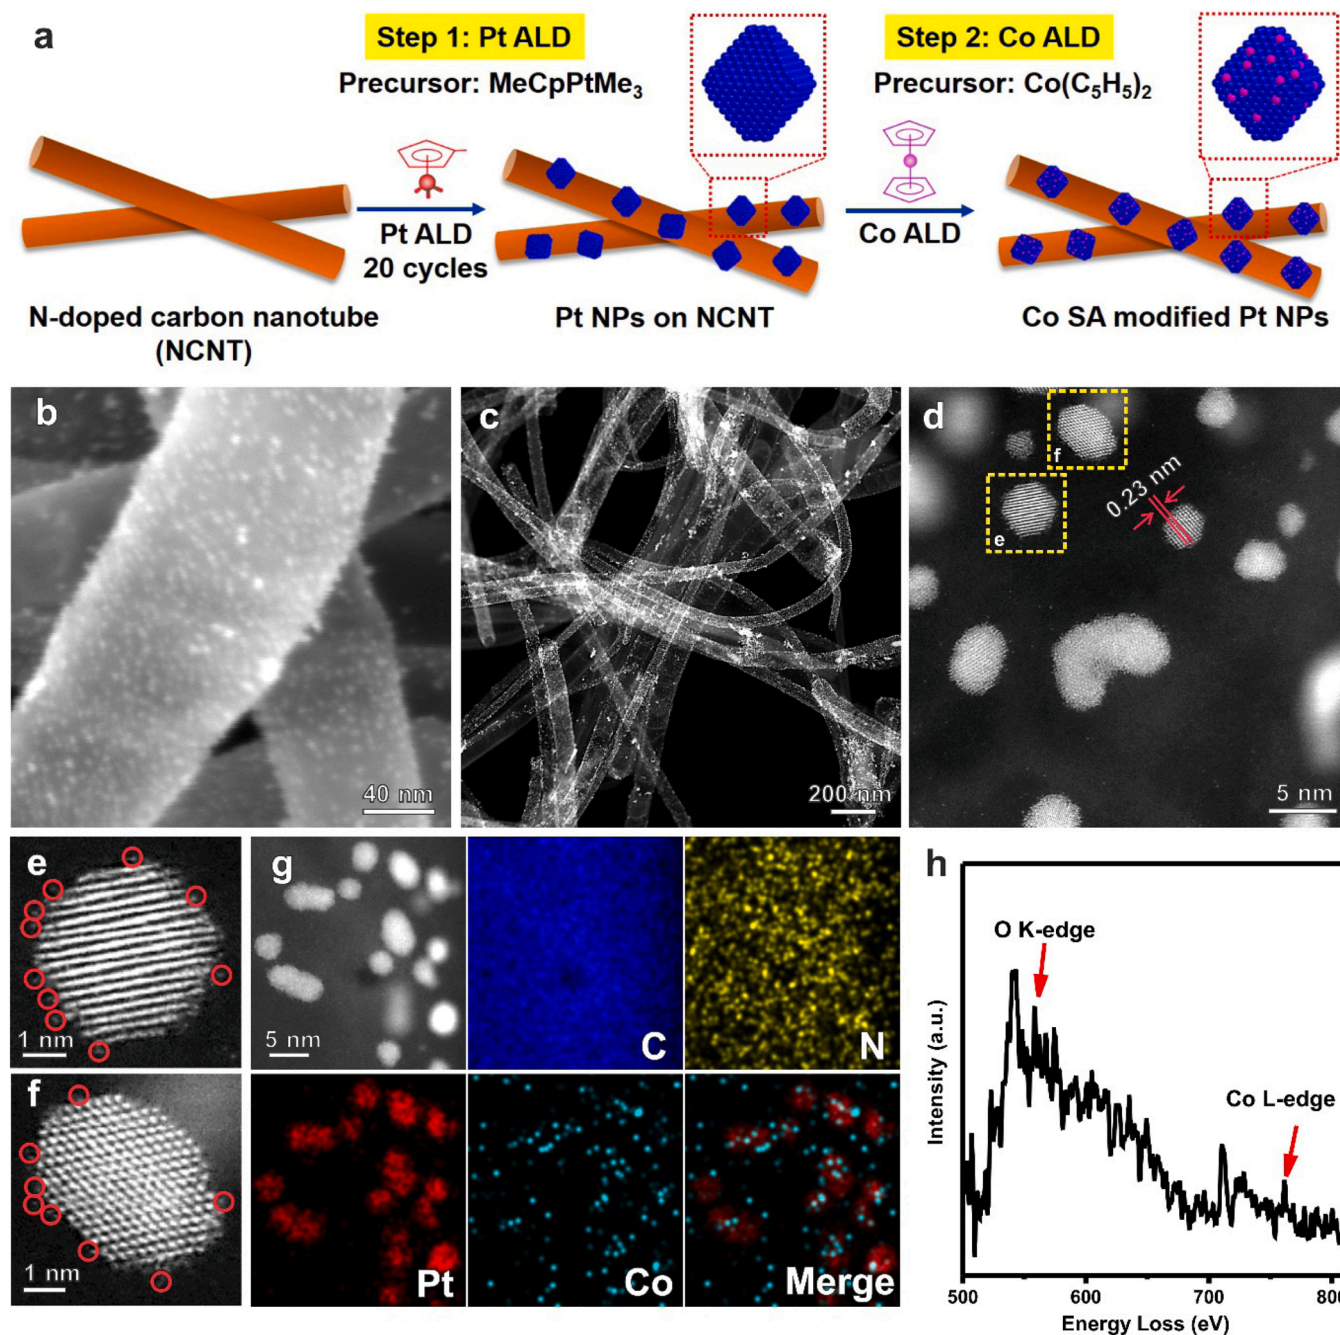 a
Step 1: Pt ALD
Precursor: MeCpPtMe₃
Step 2: Co ALD
Precursor: Co(C₅H₅)₂
Pt ALD
20 cycles
Co ALD
N-doped carbon nanotube
(NCNT)
Pt NPs on NCNT
Co SA modified Pt NPs
b
40 nm
c
200 nm
d
f
e
0.23 nm
5 nm
e
1 nm
f
1 nm
g
5 nm
C
N
Pt
Co
Merge
h
O K-edge
Co L-edge
Intensity (a.u.)
500 600 700 800
Energy Loss (eV)